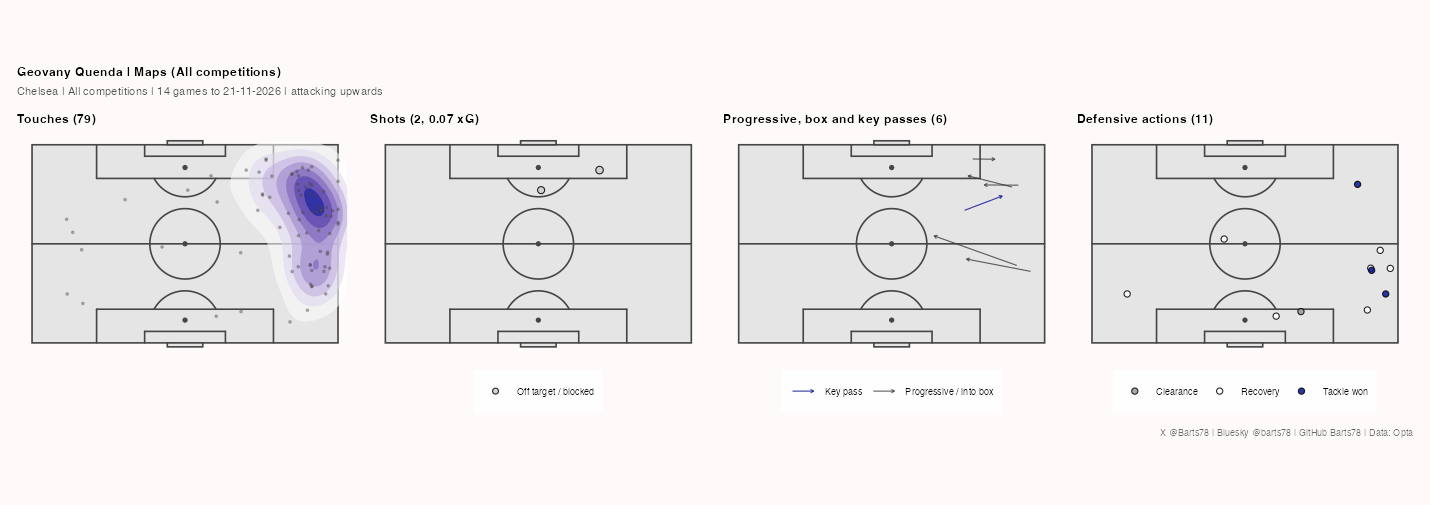 Geovany Quenda | Maps (All competitions)
Chelsea | All competitions | 14 games to 21-11-2026 | attacking upwards
Touches (79)
Shots (2, 0.07 xG)
Progressive, box and key passes (6)
Defensive actions (11)
Off target / blocked
Key pass
Progressive / into box
Clearance
Recovery
Tackle won
X @Barts78 | Bluesky @barts78 | GitHub Barts78 | Data: Opta